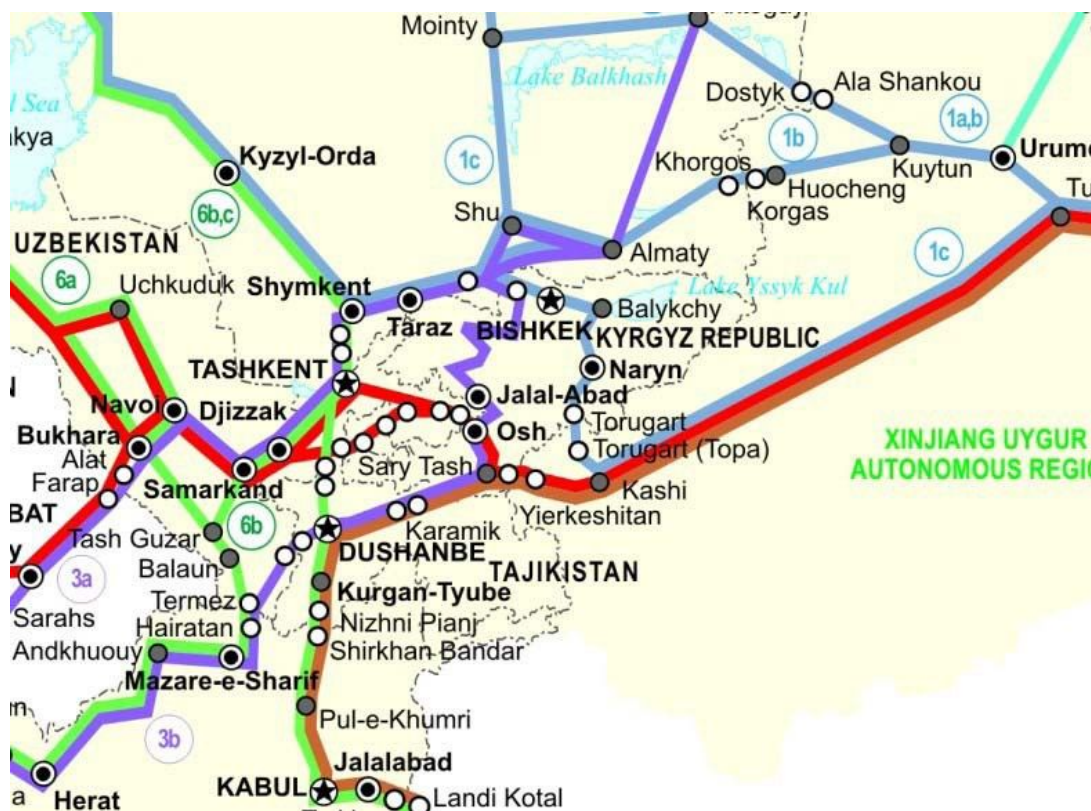 Mointy
Lake Balkhash
Dostyk
Ala Shankou
1a,b
1b
Kyzyl-Orda
1c
Khorgos
Kuytun
Huocheng
Korgas
6b,c
Shu
UZBEKISTAN
Almaty
1c
6a
Uchkuduk
Shymkent
Lake Yssyk Kul
Balykchy
Taraz
BISHKEK
KYRGYZ REPUBLIC
TASHKENT
Naryn
Navoi
Djizzak
Jalal-Abad
Torugart
Bukhara
Osh
Alat
Torugart (Topa)
XINJIANG UYGUR
Farap
Samarkand
Sary Tash
AUTONOMOUS REGI
Kashi
Yierkeshitan
BAT
6b
Karamik
Tash Guzar
DUSHANBE
Balaun
TAJIKISTAN
3a
Kurgan-Tyube
Termez
Sarahs
Nizhni Pianj
Hairatan
Andkhuouy
Shirkhan Bandar
Mazare-e-Sharif
Pul-e-Khumri
3b
Jalalabad
KABUL
Herat
Landi Kotal